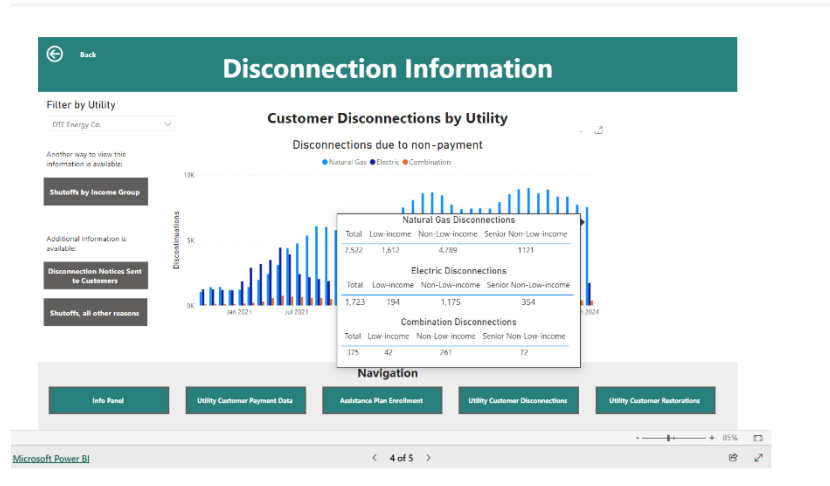 Back
Disconnection Information
Filter by Utility
DTE Energy Co.
Another way to view this
information is available:
Shutoffs by Income Group
Additional information is
available:
Disconnection Notices Sent
to Customers
Shutoffs, all other reasons
Customer Disconnections by Utility
Disconnections due to non-payment
Natural Gas Electric Combination
Discontinuations
10K
5K
0K
Jan 2021 Jul 2021 2024
Natural Gas Disconnections
Total Low-income Non-Low-income Senior Non-Low-income
7,522 1,612 4,789 1121
Electric Disconnections
Total Low-income Non-Low-income Senior Non-Low-income
1,723 194 1,175 354
Combination Disconnections
Total Low-income Non-Low-income Senior Non-Low-income
375 42 261 72
Navigation
Info Panel
Utility Customer Payment Data
Assistance Plan Enrollment
Utility Customer Disconnections
Utility Customer Restorations
- + 85%
Microsoft Power BI
< 4 of 5 >